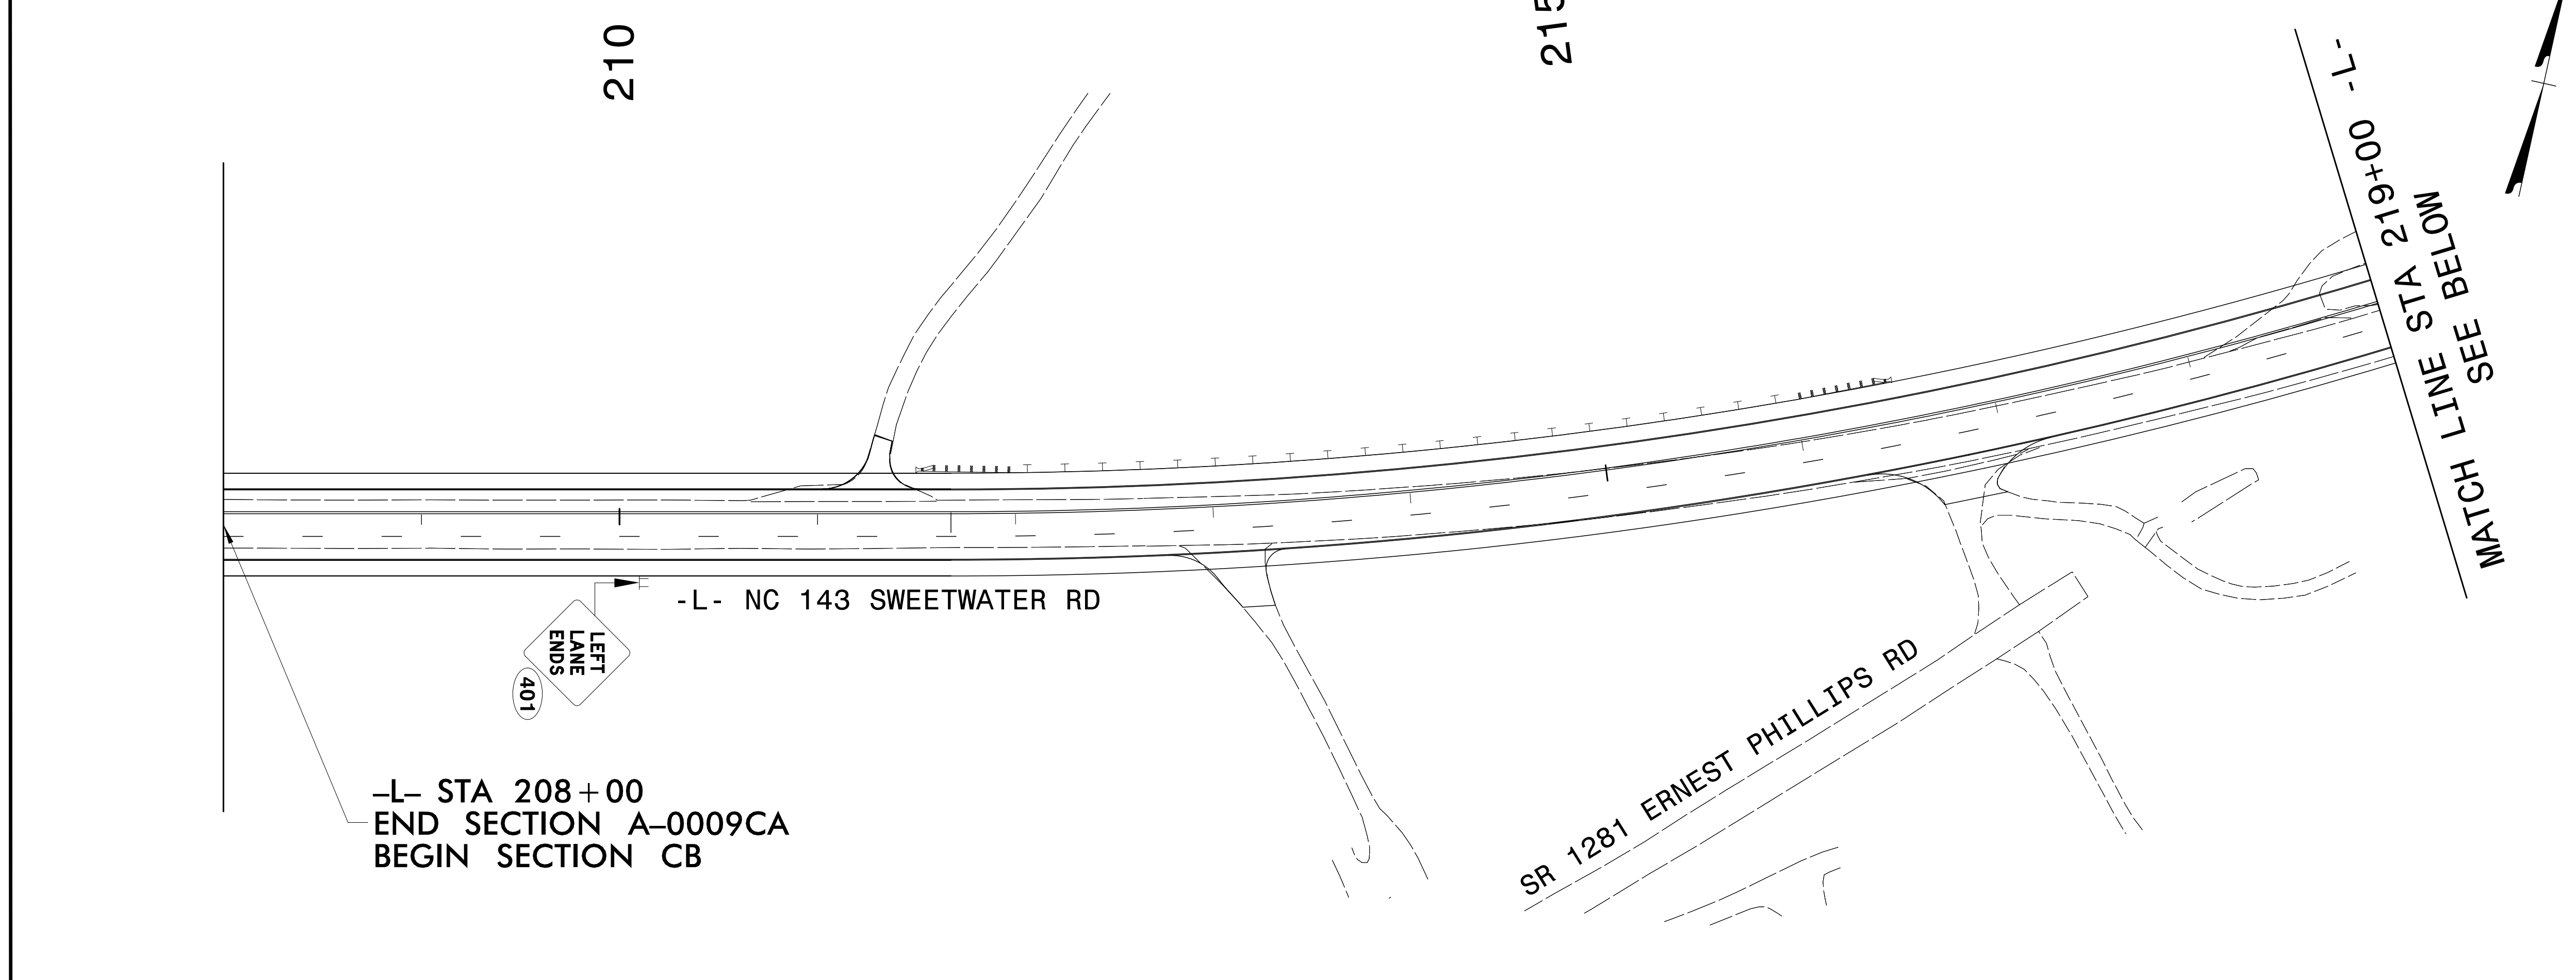 210
215
MATCH LINE STA 219+00 -L-
SEE BELOW
-L- NC 143 SWEETWATER RD
LEFT
LANE
ENDS
401
SR 1281 ERNEST PHILLIPS RD
–L– STA 208+00
END SECTION A–0009CA
BEGIN SECTION CB